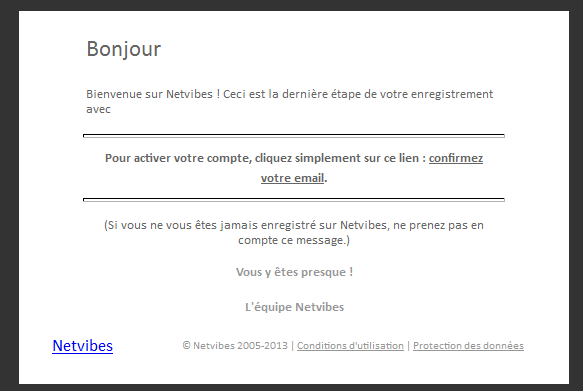 Bonjour
Bienvenue sur Netvibes ! Ceci est la dernière étape de votre enregistrement
avec
Pour activer votre compte, cliquez simplement sur ce lien : confirmez
votre email.
(Si vous ne vous êtes jamais enregistré sur Netvibes, ne prenez pas en
compte ce message.)
Vous y êtes presque !
L'équipe Netvibes
Netvibes © Netvibes 2005-2013 | Conditions d'utilisation | Protection des données